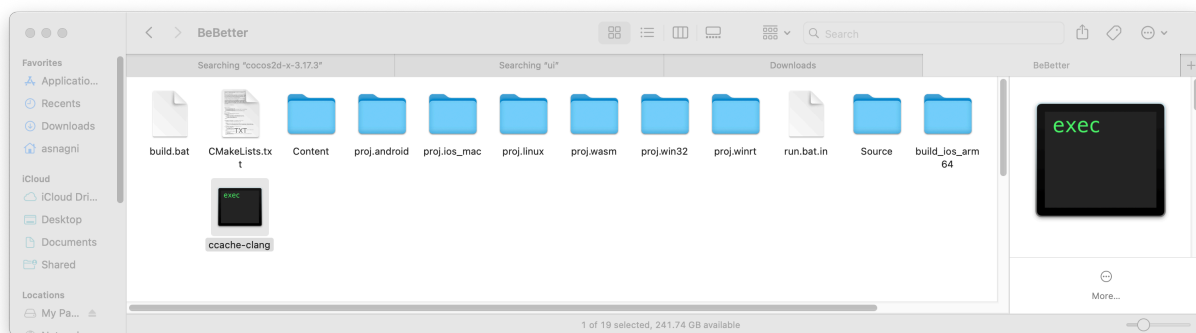 BeBetter
Search
Favorites
Applicatio...
Recents
Downloads
asnagni
iCloud
iCloud Dri...
Desktop
Documents
Shared
Locations
My Pa...
Searching "cocos2d-x-3.17.3"
Searching "ui"
Downloads
BeBetter
+
build.bat
TXT
CMakeLists.tx
t
Content
proj.android
proj.ios_mac
proj.linux
proj.wasm
proj.win32
proj.winrt
run.bat.in
Source
build_ios_arm
64
exec
ccache-clang
exec
More...
1 of 19 selected, 241.74 GB available